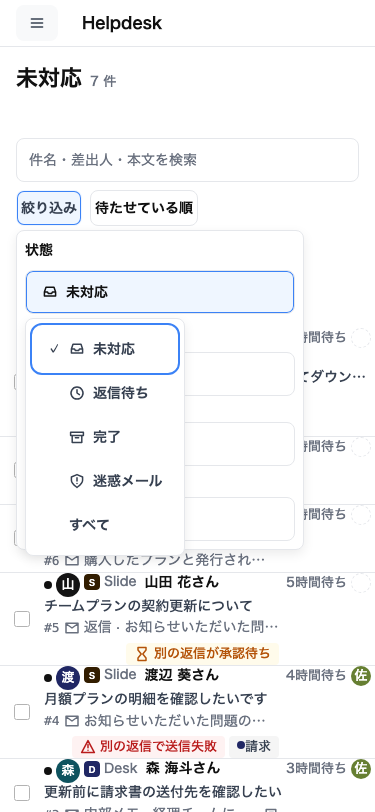 Helpdesk
未対応 7 件
件名・差出人・本文を検索
絞り込み 待たせている順
状態
未対応
✓ 未対応
返信待ち
完了
迷惑メール
すべて
時間待ち
てダウン…
時間待ち
時間待ち
#6 購入したプランと発行され…
山 S Slide 山田 花さん 5時間待ち
チームプランの契約更新について
#5 返信 · お知らせいただいた問…
別の返信が承認待ち
渡 S Slide 渡辺 葵さん 4時間待ち 佐
月額プランの明細を確認したいです
#4 お知らせいただいた問題の…
別の返信で送信失敗 請求
森 D Desk 森 海斗さん 3時間待ち 佐
更新前に請求書の送付先を確認したい